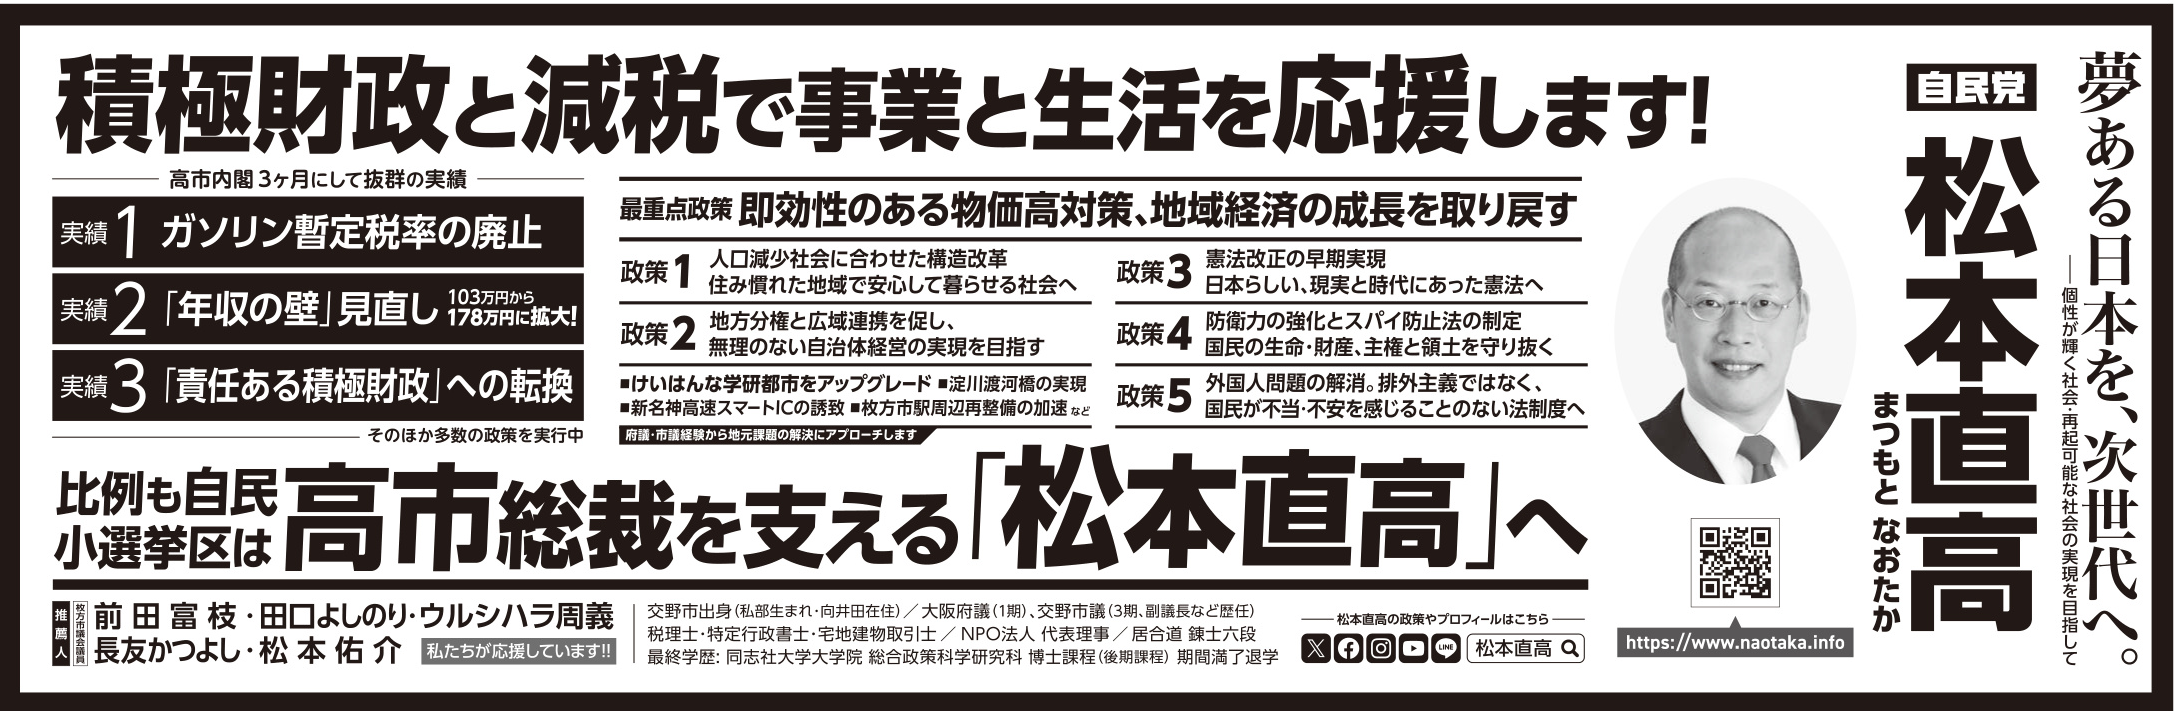 夢ある日本を、次世代へ。
──個性が輝く社会・再起可能な社会の実現を目指して
自民党
松本直高
まつもと なおたか
積極財政と減税で事業と生活を応援します!
高市内閣3ヶ月にして抜群の実績
実績1 ガソリン暫定税率の廃止
実績2 「年収の壁」見直し 103万円から
178万円に拡大!
実績3 「責任ある積極財政」への転換
そのほか多数の政策を実行中
最重点政策 即効性のある物価高対策、地域経済の成長を取り戻す
政策1 人口減少社会に合わせた構造改革
住み慣れた地域で安心して暮らせる社会へ
政策2 地方分権と広域連携を促し、
無理のない自治体経営の実現を目指す
■けいはんな学研都市をアップグレード ■淀川渡河橋の実現
■新名神高速スマートICの誘致 ■枚方市駅周辺再整備の加速 など
府議・市議経験から地元課題の解決にアプローチします
政策3 憲法改正の早期実現
日本らしい、現実と時代にあった憲法へ
政策4 防衛力の強化とスパイ防止法の制定
国民の生命・財産、主権と領土を守り抜く
政策5 外国人問題の解消。排外主義ではなく、
国民が不当・不安を感じることのない法制度へ
比例も自民
小選挙区は
高市総裁を支える「松本直高」へ
推薦人
枚方市議会議員
前田富枝・田口よしのり・ウルシハラ周義
長友かつよし・松本佑介 私たちが応援しています!!
交野市出身(私部生まれ・向井田在住)／大阪府議(1期)、交野市議(3期、副議長など歴任)
税理士・特定行政書士・宅地建物取引士／NPO法人 代表理事／居合道 錬士六段
最終学歴: 同志社大学大学院 総合政策科学研究科 博士課程(後期課程) 期間満了退学
松本直高の政策やプロフィールはこちら
LINE
松本直高
https://www.naotaka.info